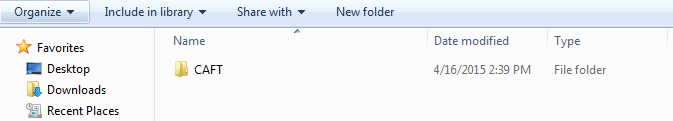 Organize Include in library Share with New folder
Favorites Name Date modified Type
Desktop CAFT 4/16/2015 2:39 PM File folder
Downloads
Recent Places